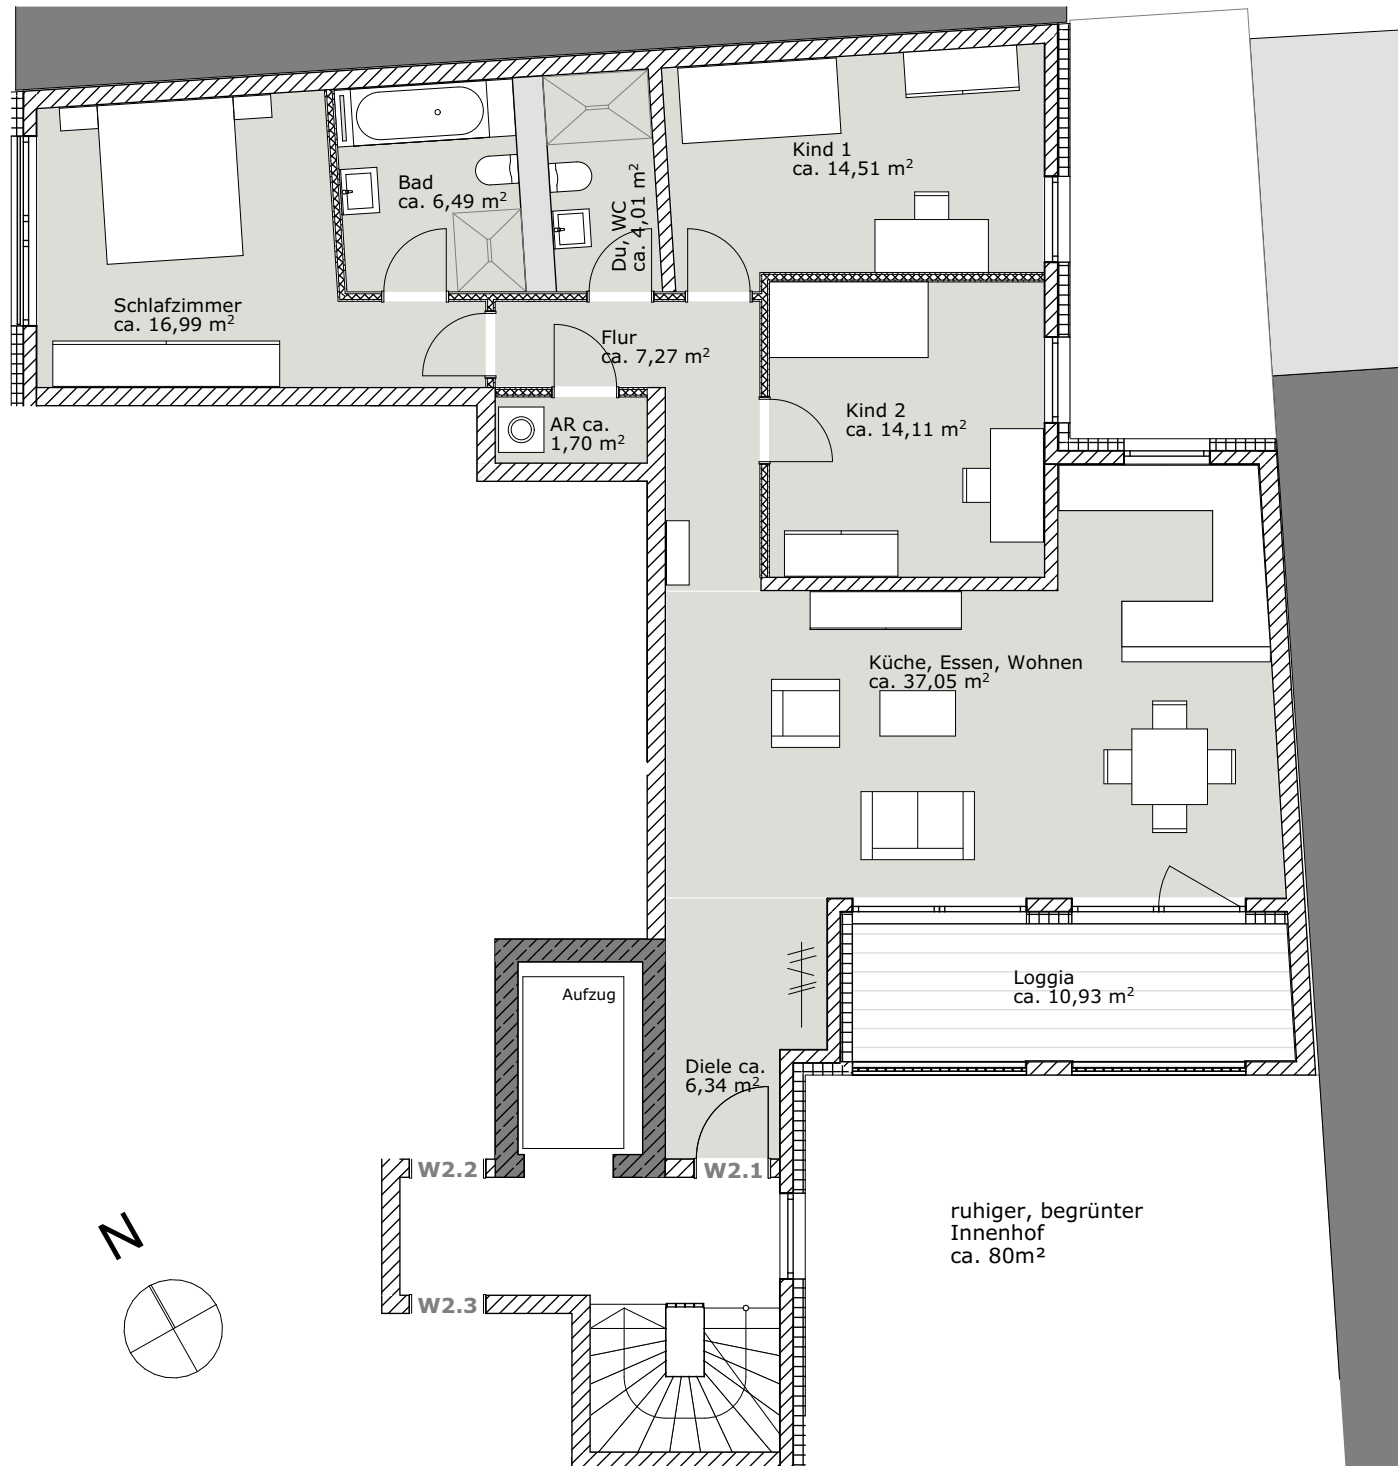 Kind 1
ca. 14,51 m²
Bad
ca. 6,49 m²
Du, WC
ca. 4,01 m²
Schlafzimmer
ca. 16,99 m²
Flur
ca. 7,27 m²
AR ca.
1,70 m²
Kind 2
ca. 14,11 m²
Küche, Essen, Wohnen
ca. 37,05 m²
Loggia
ca. 10,93 m²
Aufzug
Diele ca.
6,34 m²
W2.2
W2.1
W2.3
N
ruhiger, begrünter
Innenhof
ca. 80m²